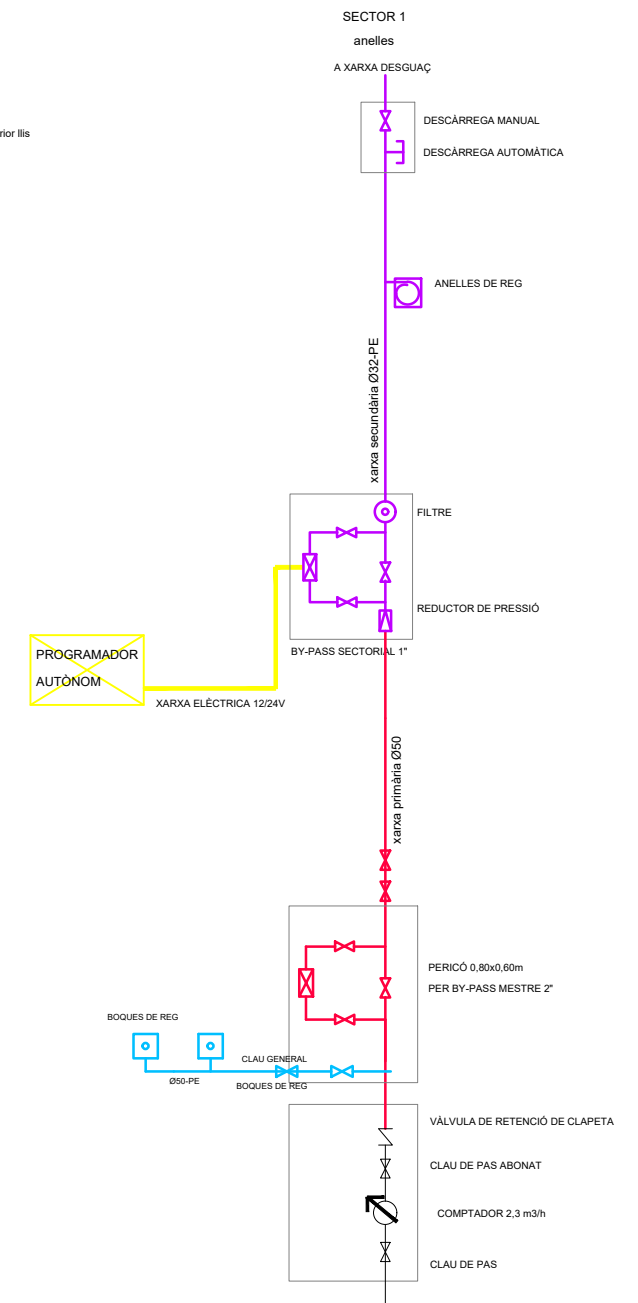 SECTOR 1
anelles
A XARXA DESGUAÇ
DESCÀRREGA MANUAL
rior llis
DESCÀRREGA AUTOMÀTICA
ANELLES DE REG
xarxa secundària Ø32-PE
FILTRE
REDUCTOR DE PRESSIÓ
BY-PASS SECTORIAL 1"
PROGRAMADOR
AUTÒNOM
XARXA ELÈCTRICA 12/24V
xarxa primària Ø50
PERICÓ 0,80x0,60m
PER BY-PASS MESTRE 2"
BOQUES DE REG
CLAU GENERAL
Ø50-PE
BOQUES DE REG
VÀLVULA DE RETENCIÓ DE CLAPETA
CLAU DE PAS ABONAT
COMPTADOR 2,3 m3/h
CLAU DE PAS